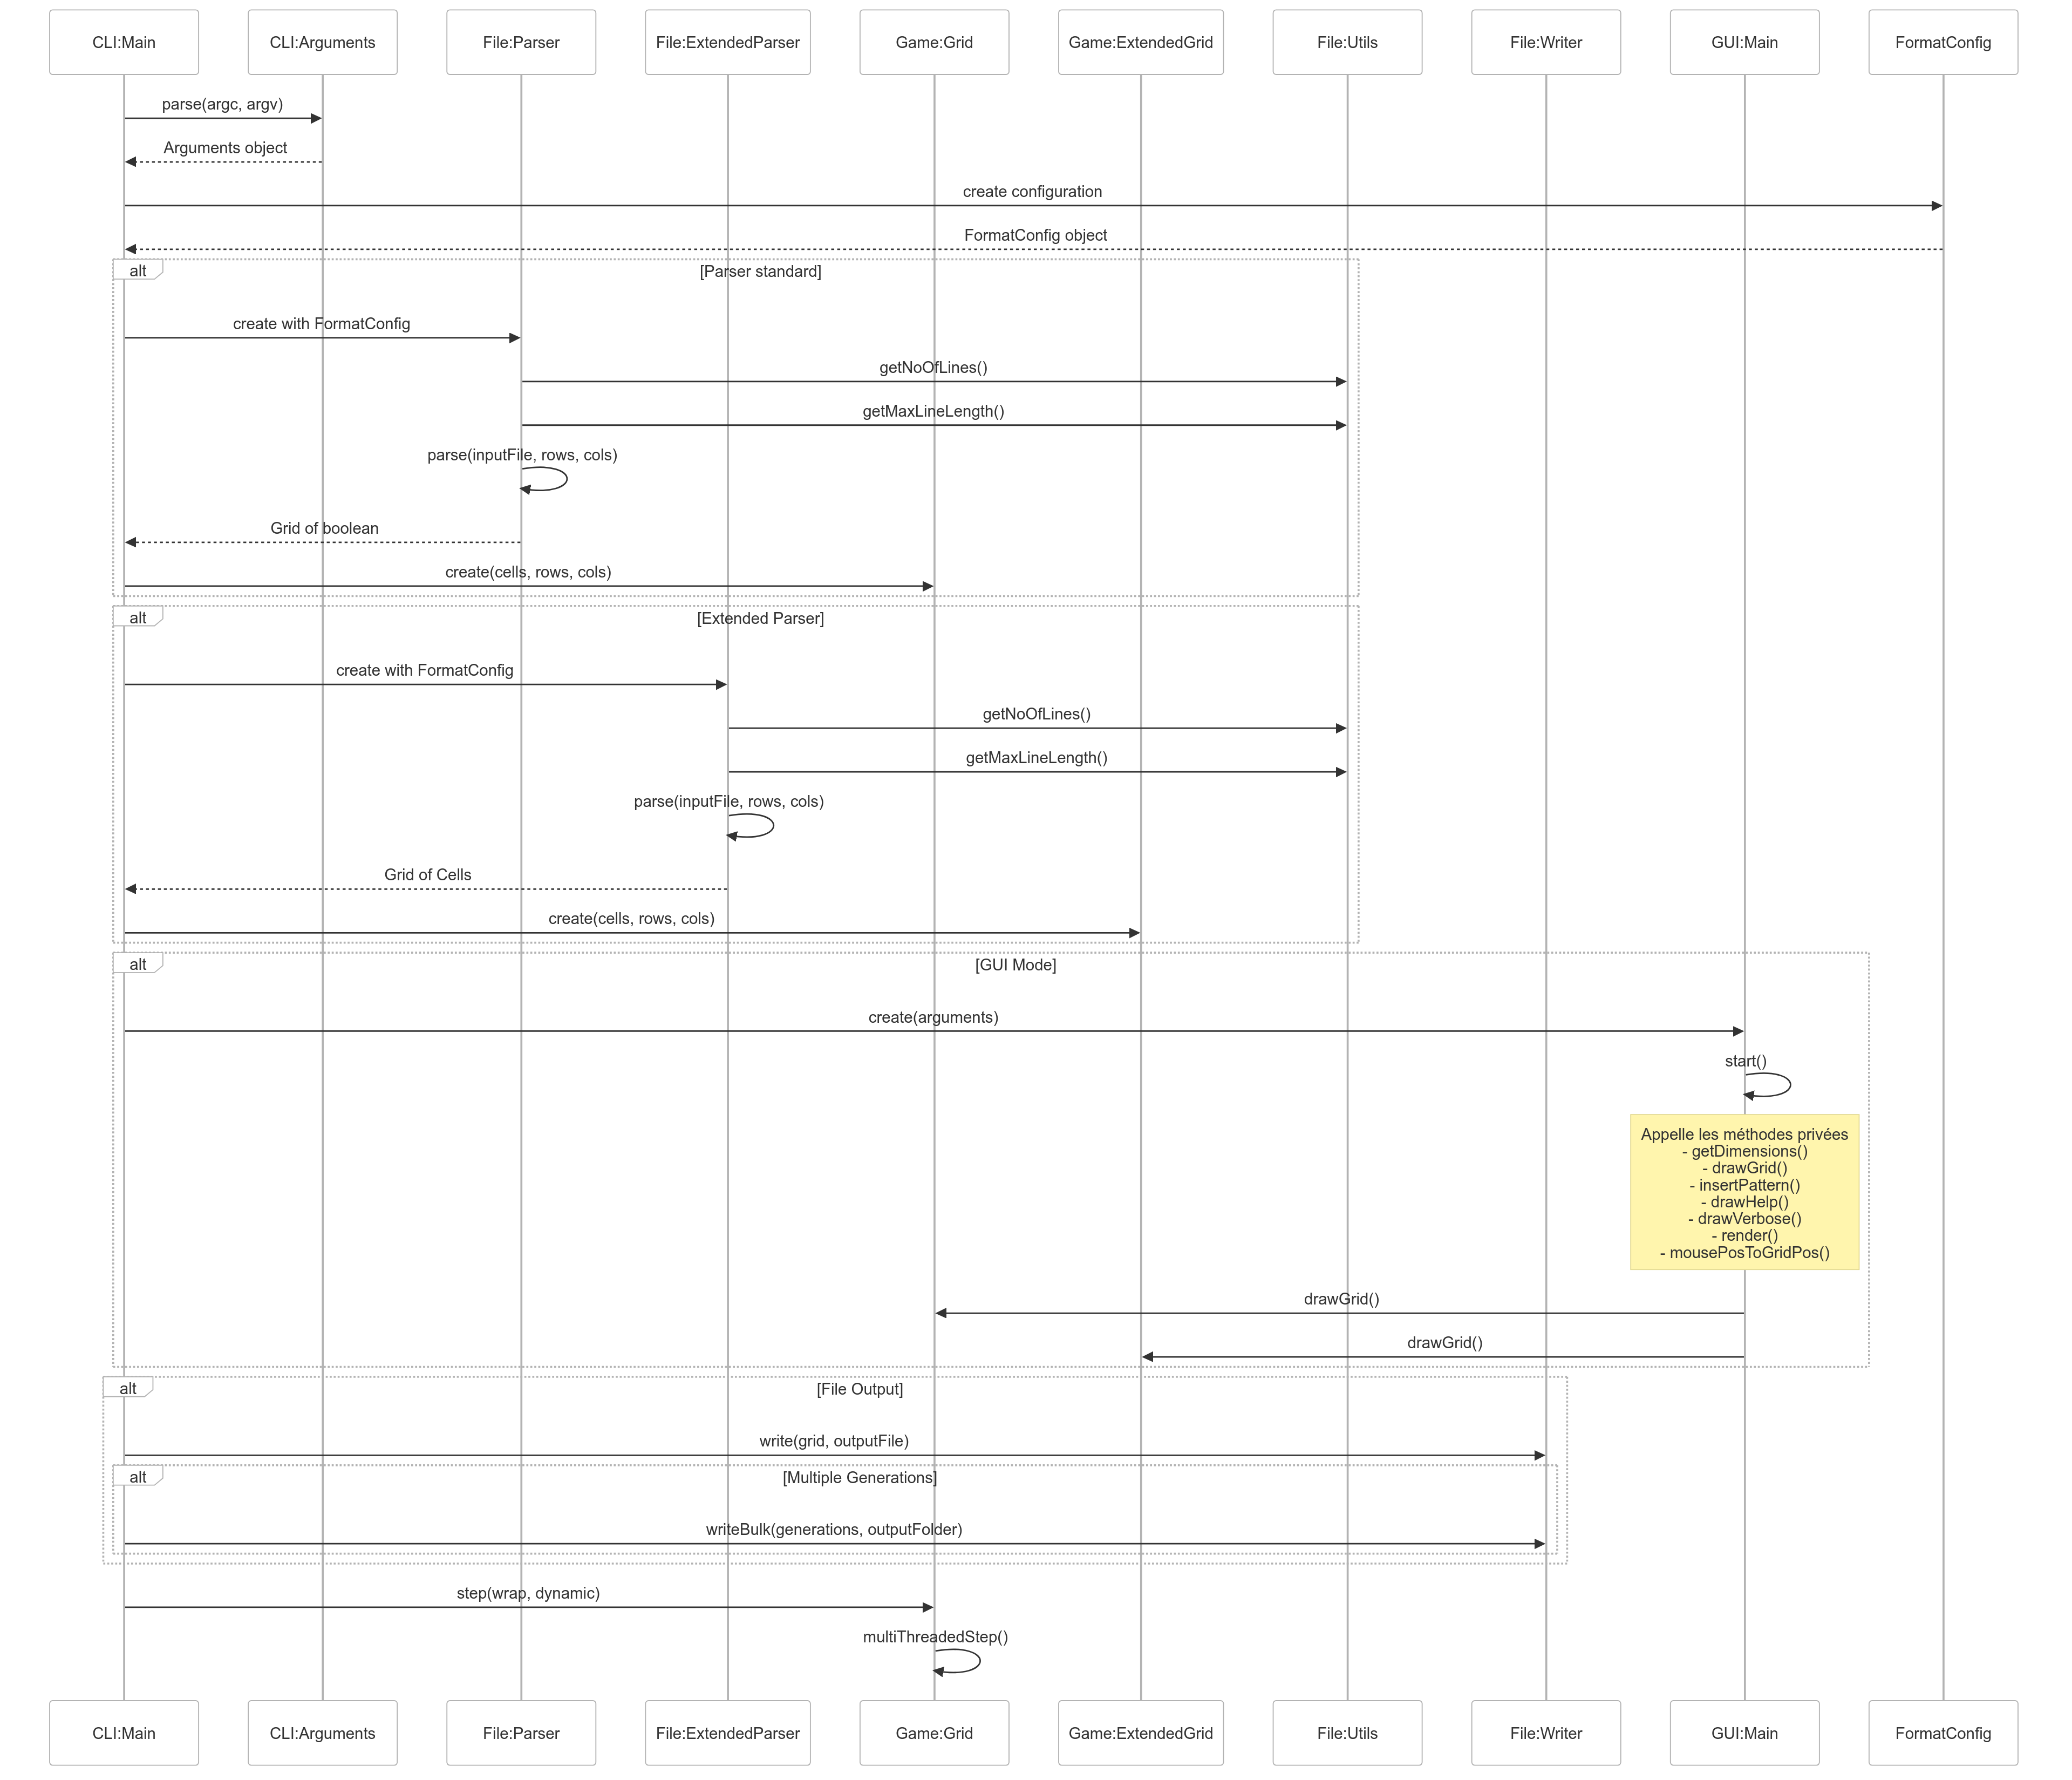 CLI:Main
CLI:Arguments
File:Parser
File:ExtendedParser
Game:Grid
Game:ExtendedGrid
File:Utils
File:Writer
GUI:Main
FormatConfig
parse(argc, argv)
Arguments object
create configuration
FormatConfig object
alt
[Parser standard]
create with FormatConfig
getNoOfLines()
getMaxLineLength()
parse(inputFile, rows, cols)
Grid of boolean
create(cells, rows, cols)
alt
[Extended Parser]
create with FormatConfig
getNoOfLines()
getMaxLineLength()
parse(inputFile, rows, cols)
Grid of Cells
create(cells, rows, cols)
alt
[GUI Mode]
create(arguments)
start()
Appelle les méthodes privées
- getDimensions()
- drawGrid()
- insertPattern()
- drawHelp()
- drawVerbose()
- render()
- mousePosToGridPos()
drawGrid()
drawGrid()
alt
[File Output]
write(grid, outputFile)
alt
[Multiple Generations]
writeBulk(generations, outputFolder)
step(wrap, dynamic)
multiThreadedStep()
CLI:Main
CLI:Arguments
File:Parser
File:ExtendedParser
Game:Grid
Game:ExtendedGrid
File:Utils
File:Writer
GUI:Main
FormatConfig